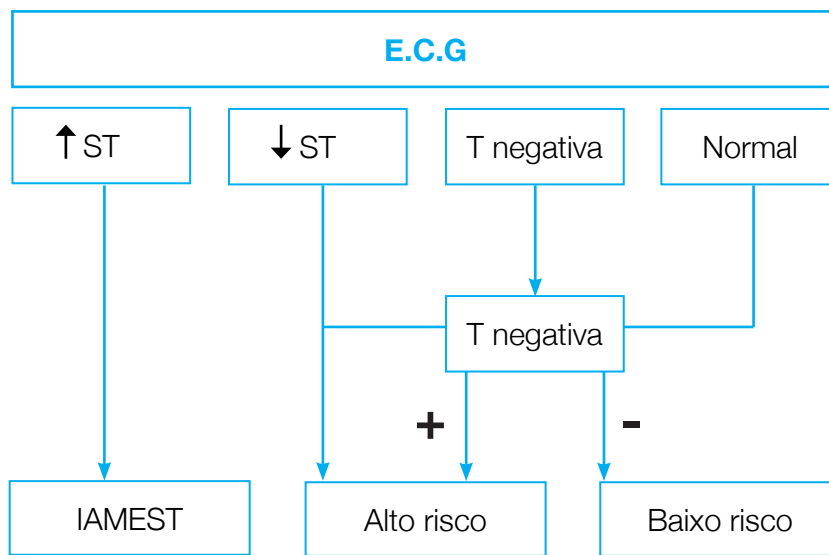 E.C.G
↑ ST
↓ ST
T negativa
Normal
T negativa
+
-
IAMEST
Alto risco
Baixo risco